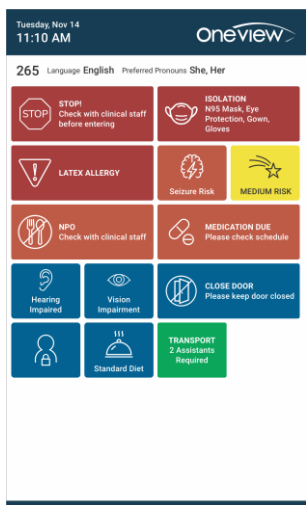 Tuesday, Nov 14
11:10 AM
Oneview
265 Language English Preferred Pronouns She, Her
STOP
STOP!
Check with clinical staff
before entering
ISOLATION
N95 Mask, Eye
Protection, Gown,
Gloves
LATEX ALLERGY
Seizure Risk
MEDIUM RISK
NPO
Check with clinical staff
MEDICATION DUE
Please check schedule
Hearing
Impaired
Vision
Impairment
CLOSE DOOR
Please keep door closed
Standard Diet
TRANSPORT
2 Assistants
Required